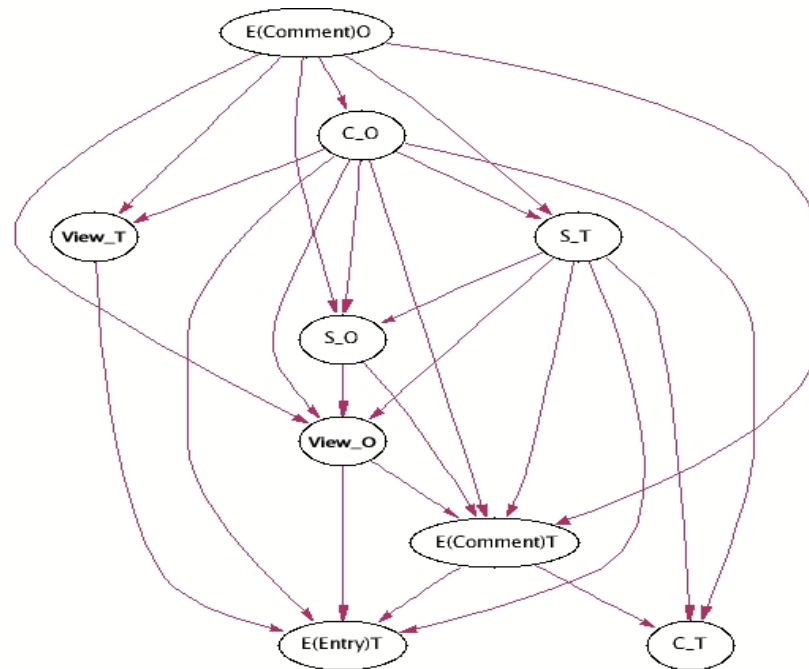 E(Comment)O
C_O
View_T
S_T
S_O
View_O
E(Comment)T
E(Entry)T
C_T